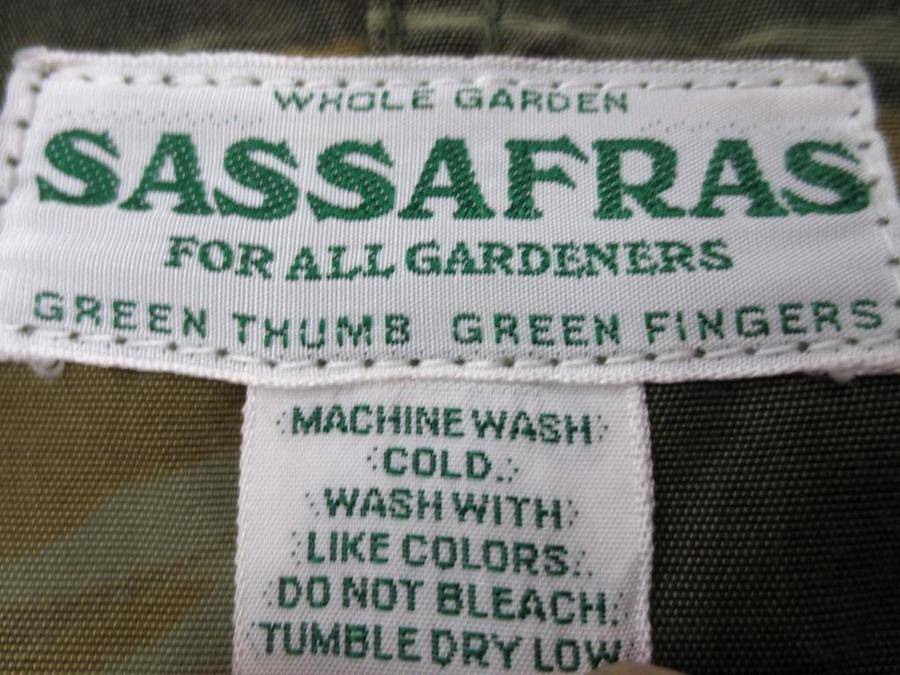 WHOLE GARDEN
SASSAFRAS
FOR ALL GARDENERS
GREEN THUMB GREEN FINGERS
MACHINE WASH
COLD.
WASH WITH
LIKE COLORS.
DO NOT BLEACH.
TUMBLE DRY LOW